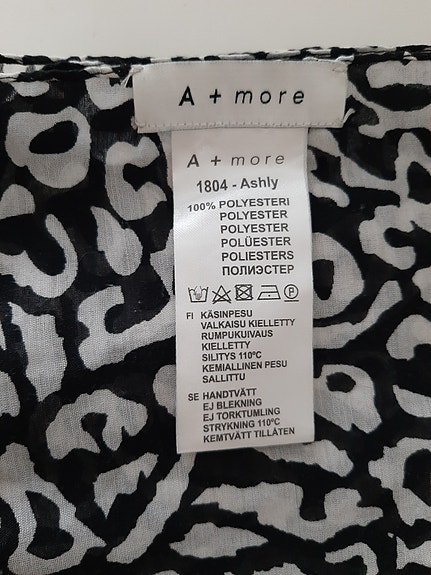 A + more
A + more
1804 - Ashly
100% POLYESTERI
POLYESTER
POLYESTER
POLÜESTER
POLIESTERS
ПОЛИЭСТЕР
FI KÄSINPESU
VALKAISU KIELLETTY
RUMPUKUIVAUS
KIELLETTY
SILITYS 110ºC
KEMIALLINEN PESU
SALLITTU
SE HANDTVÄTT
EJ BLEKNING
EJ TORKTUMLING
STRYKNING 110ºC
KEMTVÄTT TILLÅTEN